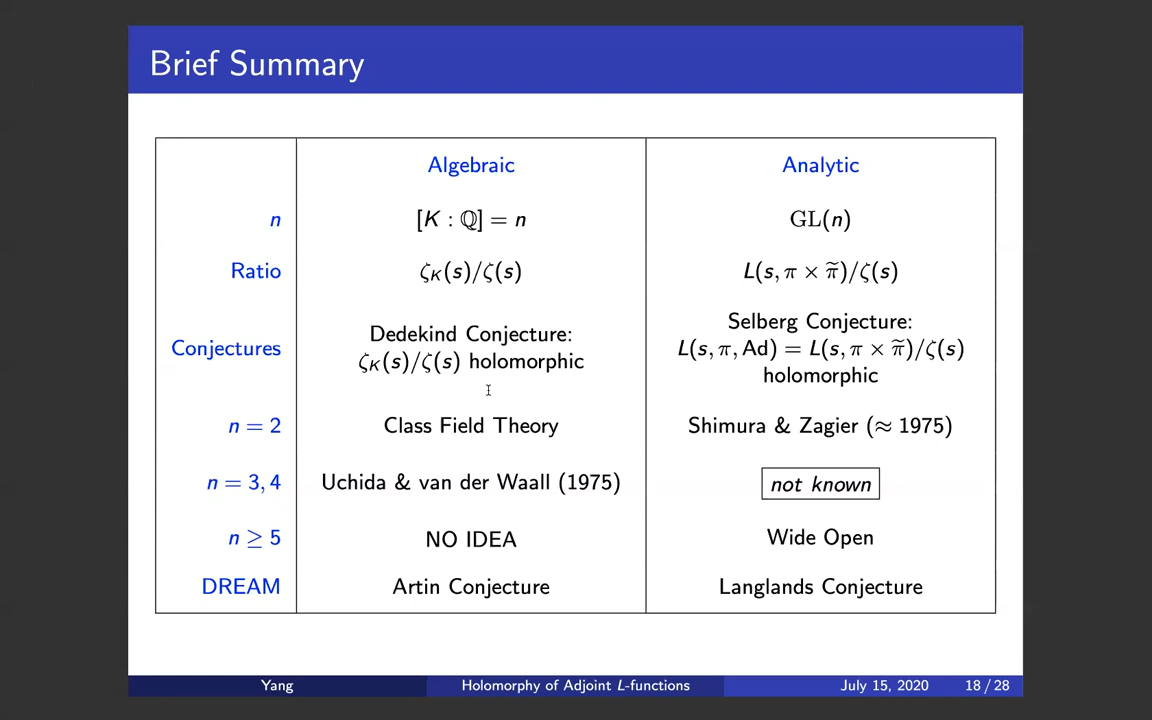 Brief Summary
Algebraic Analytic
n [K : ℚ] = n GL(n)
Ratio ζ_K(s)/ζ(s) L(s, π × π̃)/ζ(s)
Conjectures Dedekind Conjecture: ζ_K(s)/ζ(s) holomorphic Selberg Conjecture: L(s, π, Ad) = L(s, π × π̃)/ζ(s) holomorphic
n = 2 Class Field Theory Shimura & Zagier (≈ 1975)
n = 3, 4 Uchida & van der Waall (1975) not known
n ≥ 5 NO IDEA Wide Open
DREAM Artin Conjecture Langlands Conjecture
Yang Holomorphy of Adjoint L-functions July 15, 2020 18 / 28